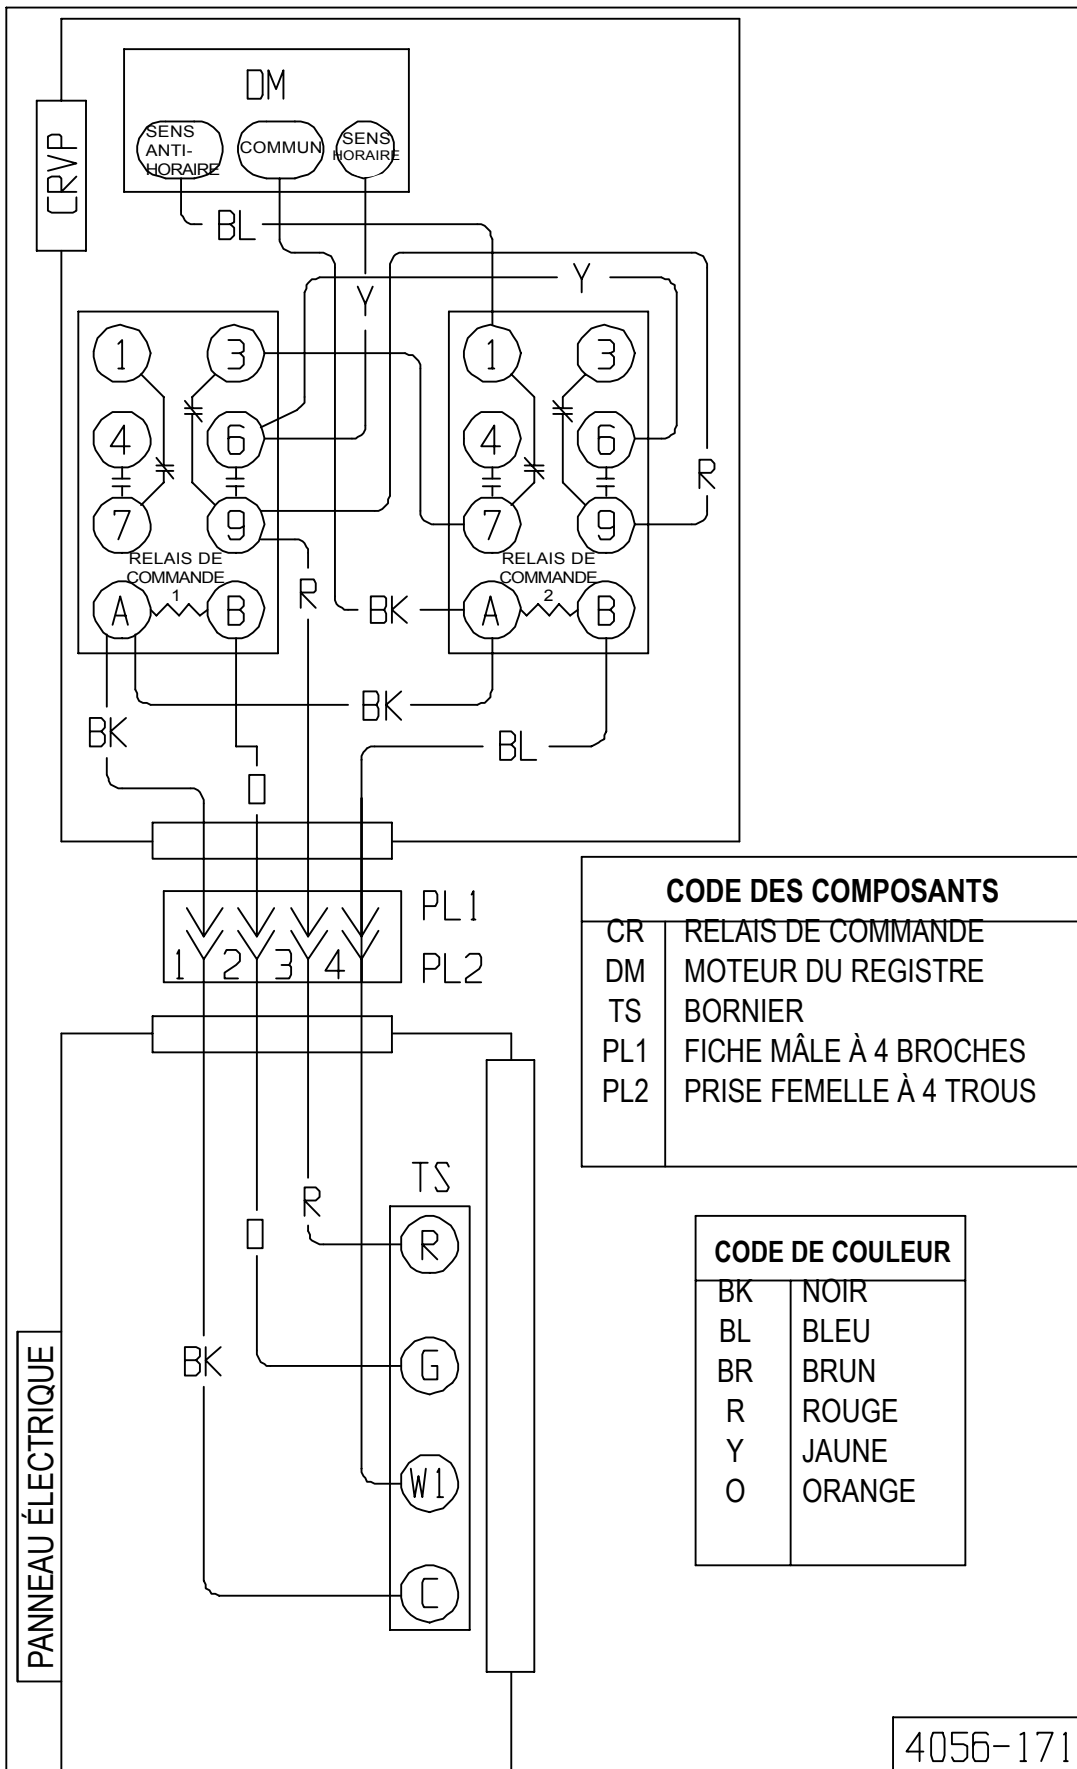 DM
SENS
ANTI-
HORAIRE
COMMUN
SENS
HORAIRE
CRVP
BL
Y
Y
1
3
4
6
7
9
RELAIS DE
COMMANDE
1
A
B
R
BK
1
3
4
6
7
9
RELAIS DE
COMMANDE
2
A
B
R
BK
BK
BL
O
PL1
1 2 3 4
PL2
CODE DES COMPOSANTS
CR RELAIS DE COMMANDE
DM MOTEUR DU REGISTRE
TS BORNIER
PL1 FICHE MÂLE À 4 BROCHES
PL2 PRISE FEMELLE À 4 TROUS
TS
R
O
BK
R
G
W1
C
PANNEAU ÉLECTRIQUE
CODE DE COULEUR
BK NOIR
BL BLEU
BR BRUN
R ROUGE
Y JAUNE
O ORANGE
4056-171